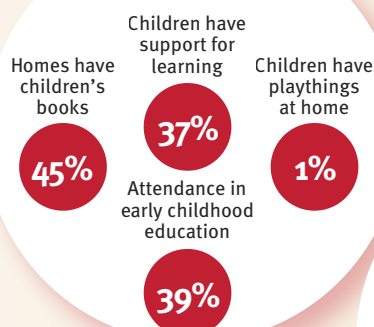 Children have
support for
learning
37%
Homes have
children's
books
45%
Children have
playthings
at home
1%
Attendance in
early childhood
education
39%